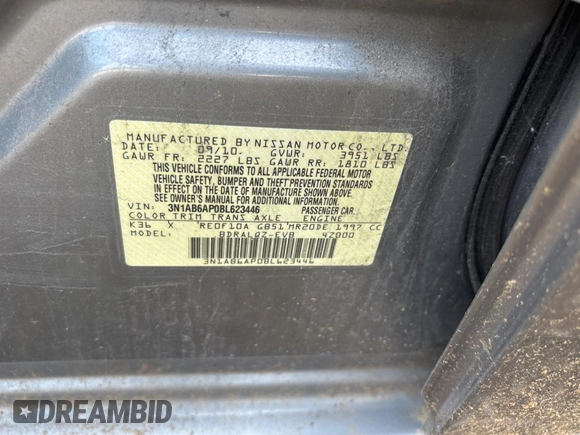 MANUFACTURED BY NISSAN MOTOR CO., LTD.
DATE: 09/10. GVWR: 3951 LBS
GAWR FR: 2227 LBS GAWR RR: 1810 LBS
THIS VEHICLE CONFORMS TO ALL APPLICABLE FEDERAL MOTOR
VEHICLE SAFETY, BUMPER AND THEFT PREVENTION STANDARDS
IN EFFECT ON THE DATE OF MANUFACTURE SHOWN ABOVE.
SEE OWNER'S MANUAL FOR ADDITIONAL INFORMATION.
VIN: 3N1AB6AP0BL623446 PASSENGER CAR.
COLOR TRIM TRANS AXLE ENGINE
K36 X RE0F10A GB51 MR20DE 1997 CC
BDRALQZ-EVB 4Z000
3N1AB6AP0BL623446
DREAMBID